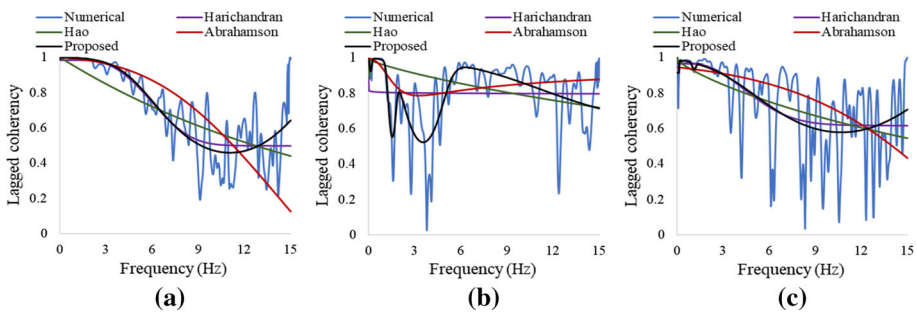 Numerical Harichandran
Hao Abrahamson
Proposed
1
0.8
0.6
0.4
0.2
0
Lagged coherency
0 3 6 9 12 15
Frequency (Hz)
(a)
Numerical Harichandran
Hao Abrahamson
Proposed
1
0.8
0.6
0.4
0.2
0
Lagged coherency
0 3 6 9 12 15
Frequency (Hz)
(b)
Numerical Harichandran
Hao Abrahamson
Proposed
1
0.8
0.6
0.4
0.2
0
Lagged coherency
0 3 6 9 12 15
Frequency (Hz)
(c)